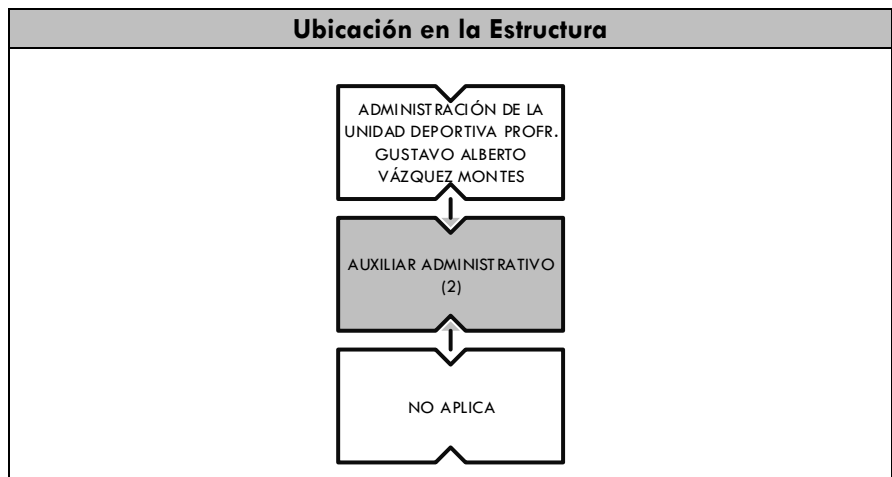 Ubicación en la Estructura
ADMINISTRACIÓN DE LA
UNIDAD DEPORTIVA PROFR.
GUSTAVO ALBERTO
VÁZQUEZ MONTES
AUXILIAR ADMINISTRATIVO
(2)
NO APLICA